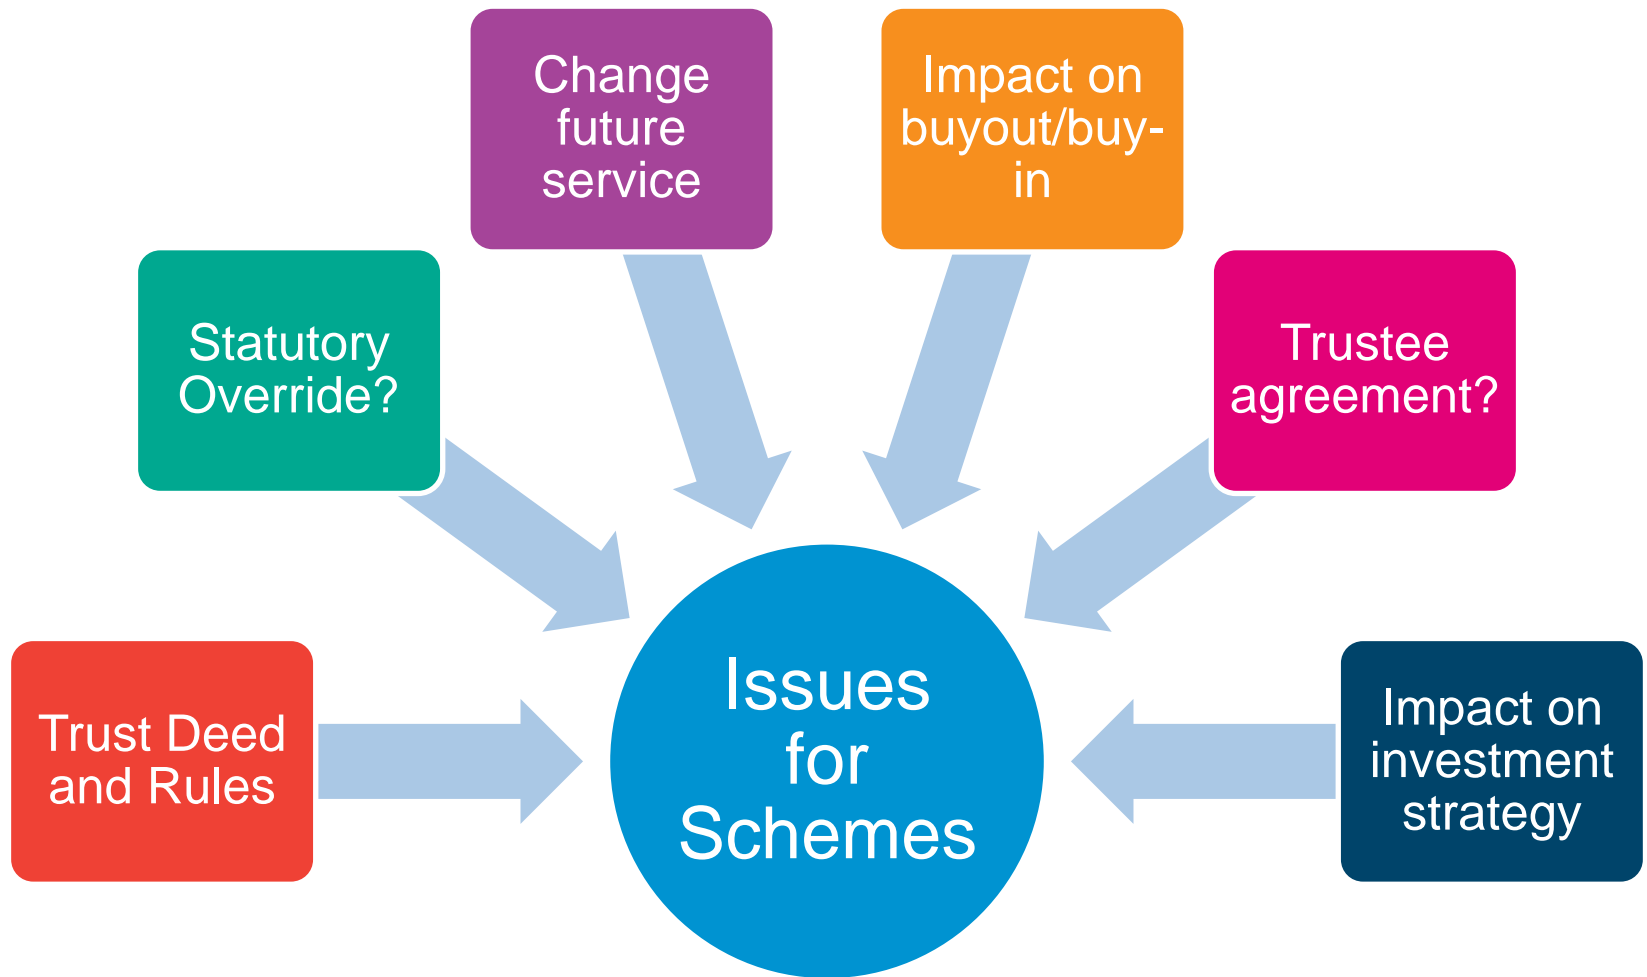 Change
future
service
Impact on
buyout/buy-
in
Statutory
Override?
Trustee
agreement?
Trust Deed
and Rules
Issues
for
Schemes
Impact on
investment
strategy